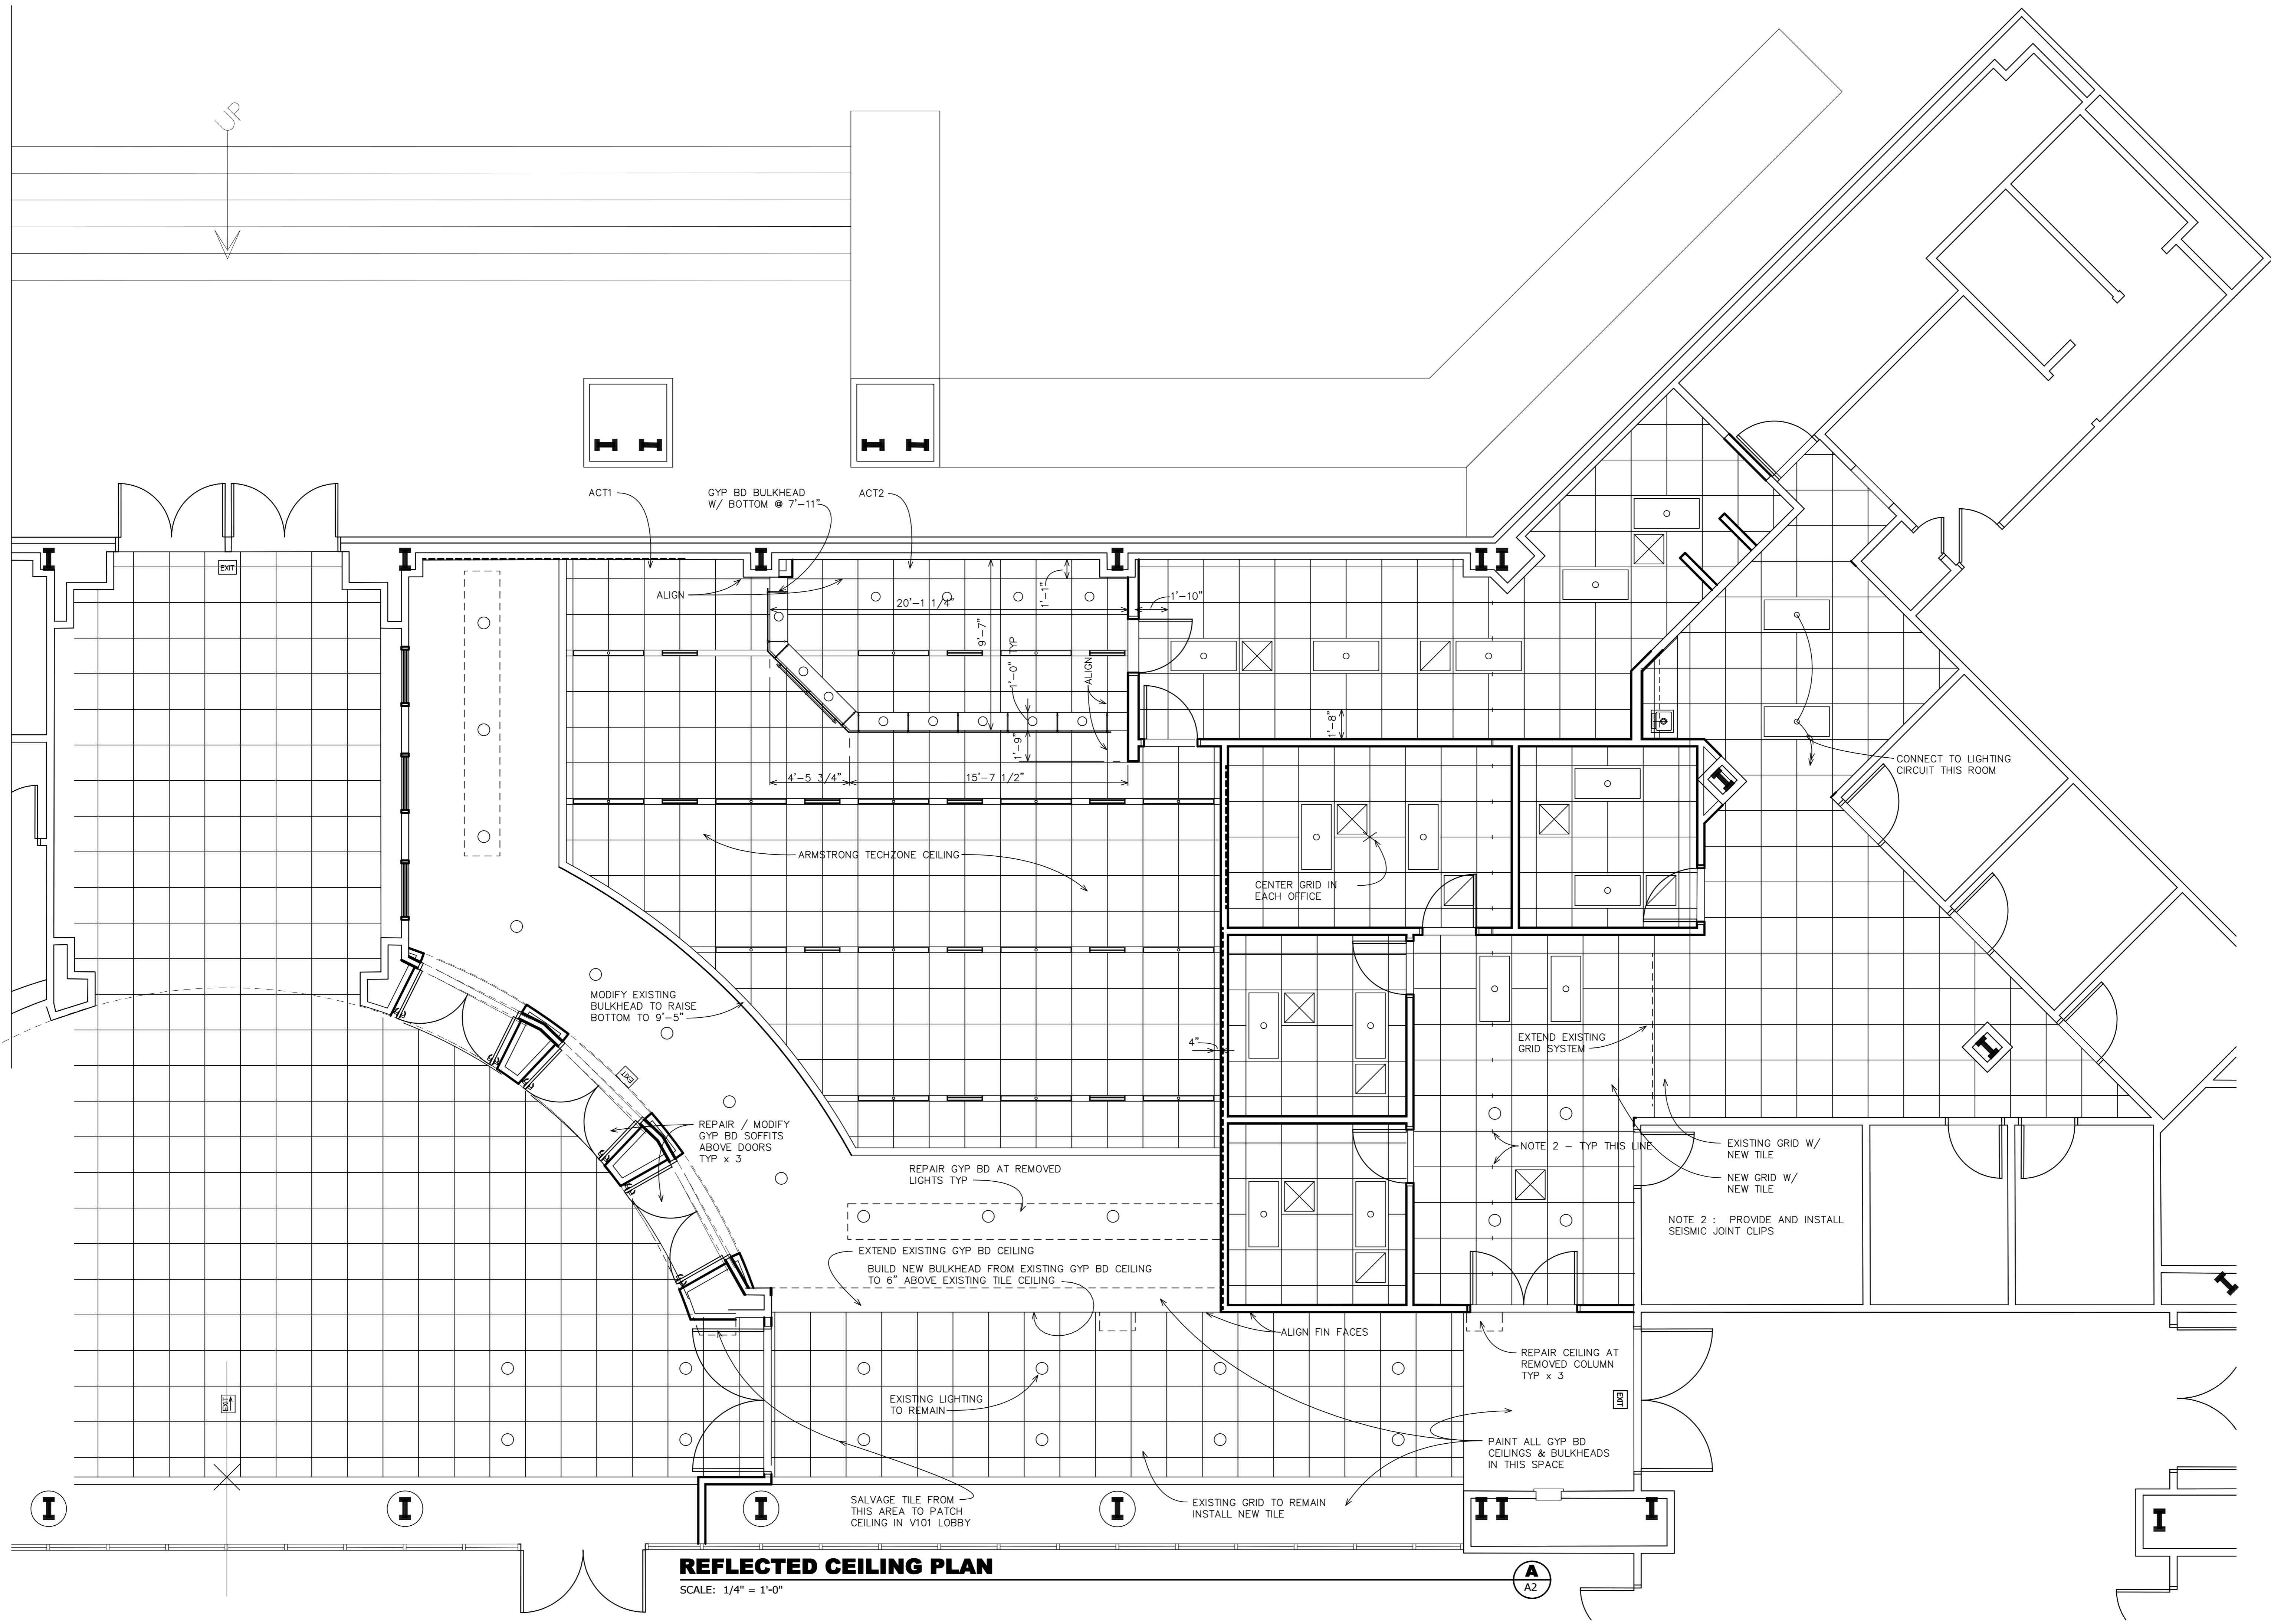 UP
ACT1
GYP BD BULKHEAD
W/ BOTTOM @ 7'-11"
ACT2
EXIT
ALIGN
20'-1 1/4"
1'-1"
1'-10"
9'-7"
1'-0" TYP
ALIGN
1'-9"
1'-8"
4'-5 3/4"
15'-7 1/2"
CONNECT TO LIGHTING
CIRCUIT THIS ROOM
ARMSTRONG TECHZONE CEILING
CENTER GRID IN
EACH OFFICE
MODIFY EXISTING
BULKHEAD TO RAISE
BOTTOM TO 9'-5"
4"
EXTEND EXISTING
GRID SYSTEM
EXIT
REPAIR / MODIFY
GYP BD SOFFITS
ABOVE DOORS
TYP x 3
NOTE 2 - TYP THIS LINE
EXISTING GRID W/
NEW TILE
NEW GRID W/
NEW TILE
REPAIR GYP BD AT REMOVED
LIGHTS TYP
NOTE 2 : PROVIDE AND INSTALL
SEISMIC JOINT CLIPS
EXTEND EXISTING GYP BD CEILING
BUILD NEW BULKHEAD FROM EXISTING GYP BD CEILING
TO 6" ABOVE EXISTING TILE CEILING
ALIGN FIN FACES
REPAIR CEILING AT
REMOVED COLUMN
TYP x 3
EXIT
EXISTING LIGHTING
TO REMAIN
EXIT
PAINT ALL GYP BD
CEILINGS & BULKHEADS
IN THIS SPACE
SALVAGE TILE FROM
THIS AREA TO PATCH
CEILING IN V101 LOBBY
EXISTING GRID TO REMAIN
INSTALL NEW TILE
REFLECTED CEILING PLAN
SCALE: 1/4" = 1'-0"
A
A2